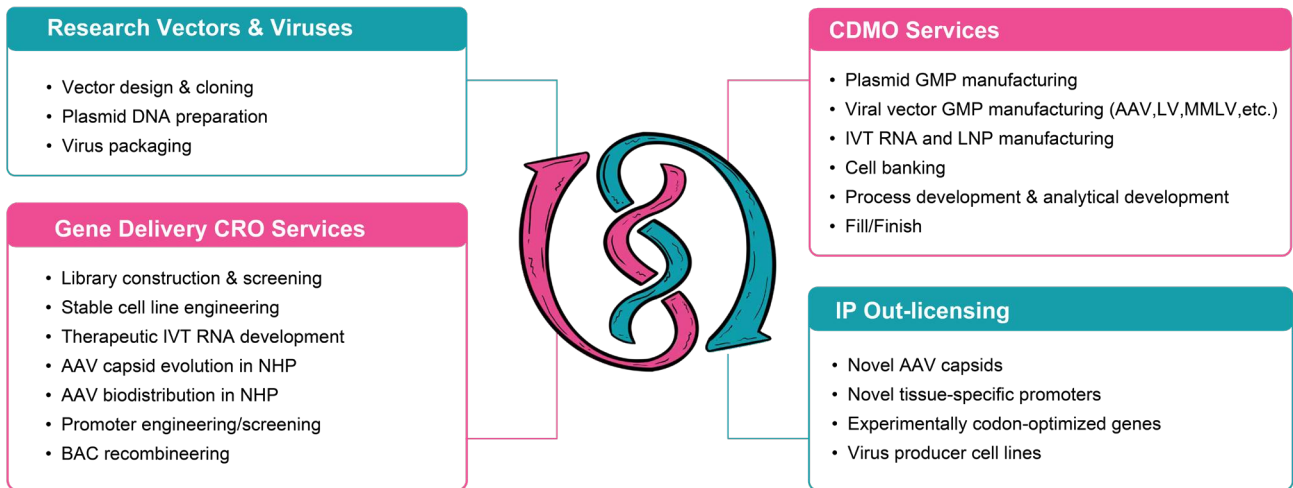 Research Vectors & Viruses
• Vector design & cloning
• Plasmid DNA preparation
• Virus packaging
Gene Delivery CRO Services
• Library construction & screening
• Stable cell line engineering
• Therapeutic IVT RNA development
• AAV capsid evolution in NHP
• AAV biodistribution in NHP
• Promoter engineering/screening
• BAC recombineering
CDMO Services
• Plasmid GMP manufacturing
• Viral vector GMP manufacturing (AAV,LV,MMLV,etc.)
• IVT RNA and LNP manufacturing
• Cell banking
• Process development & analytical development
• Fill/Finish
IP Out-licensing
• Novel AAV capsids
• Novel tissue-specific promoters
• Experimentally codon-optimized genes
• Virus producer cell lines